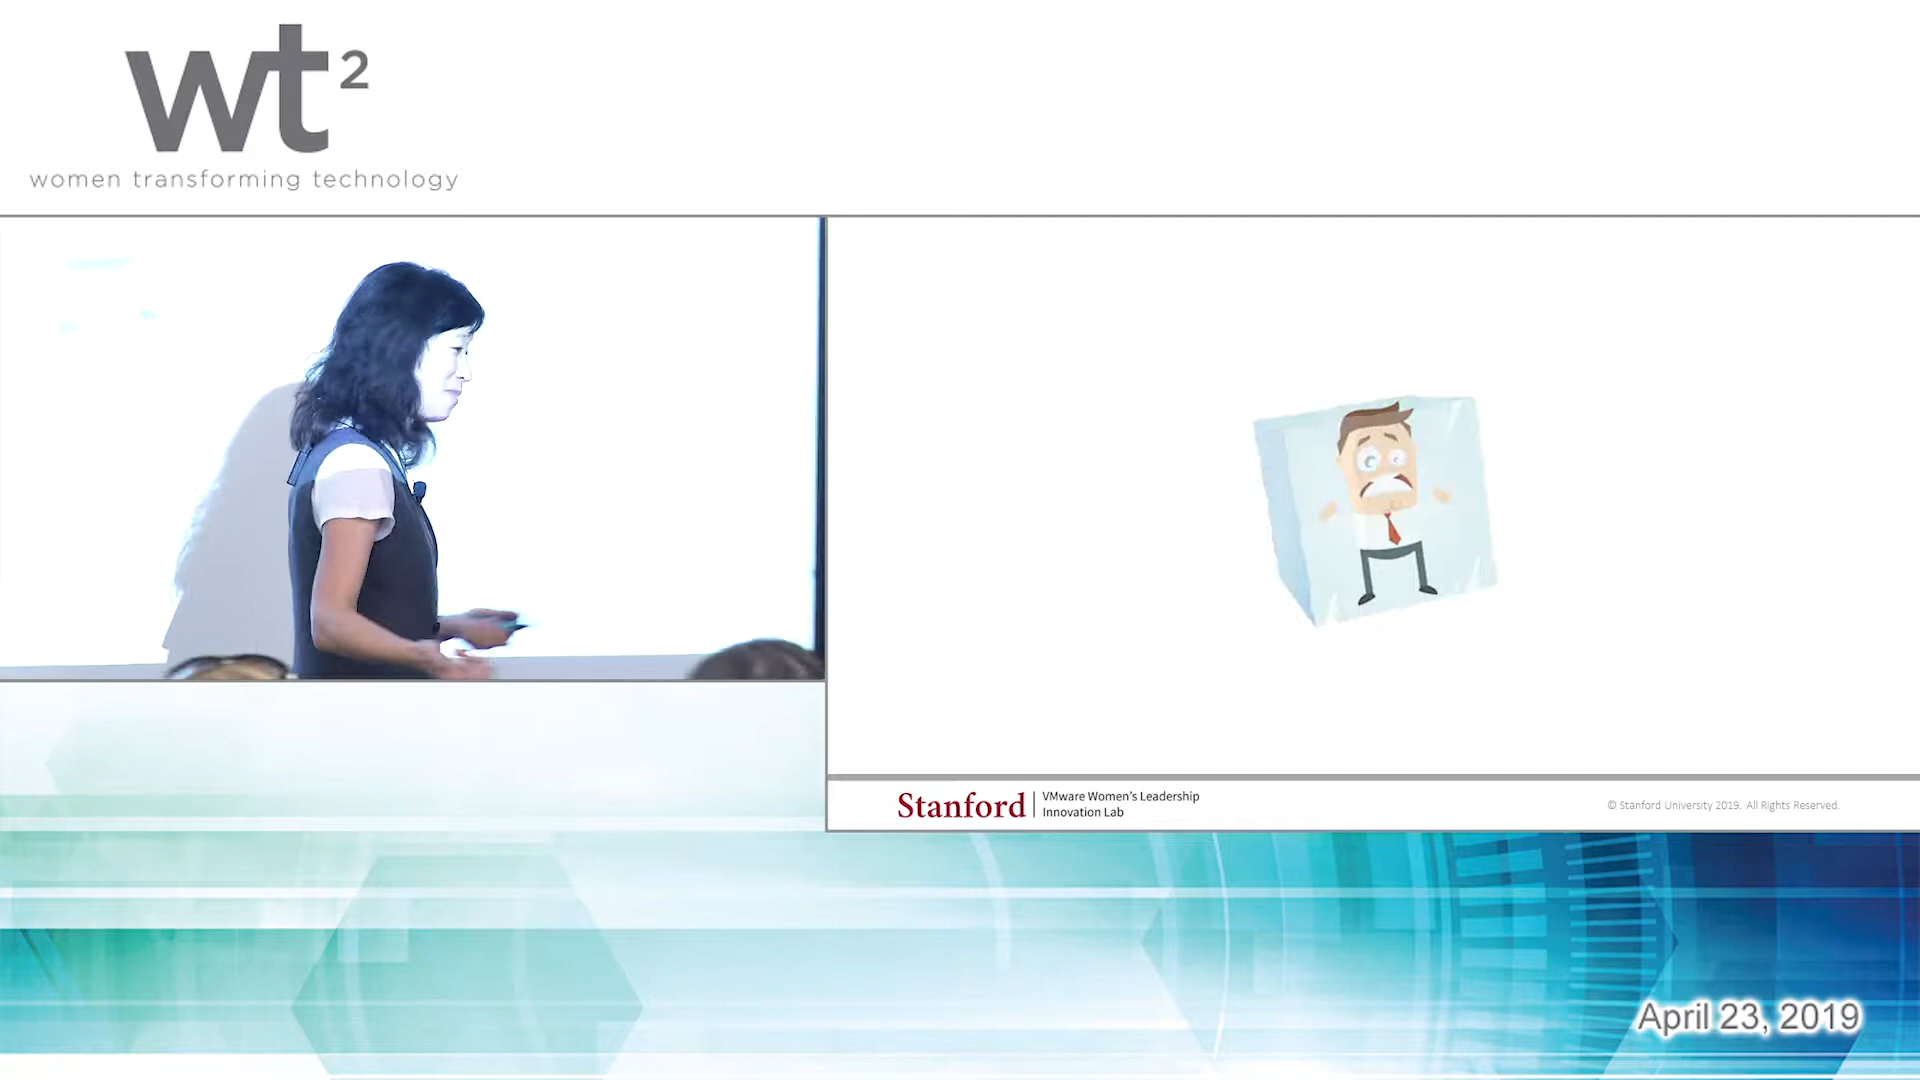 wt²
women transforming technology
Stanford
VMware Women's Leadership
Innovation Lab
© Stanford University 2019. All Rights Reserved.
April 23, 2019